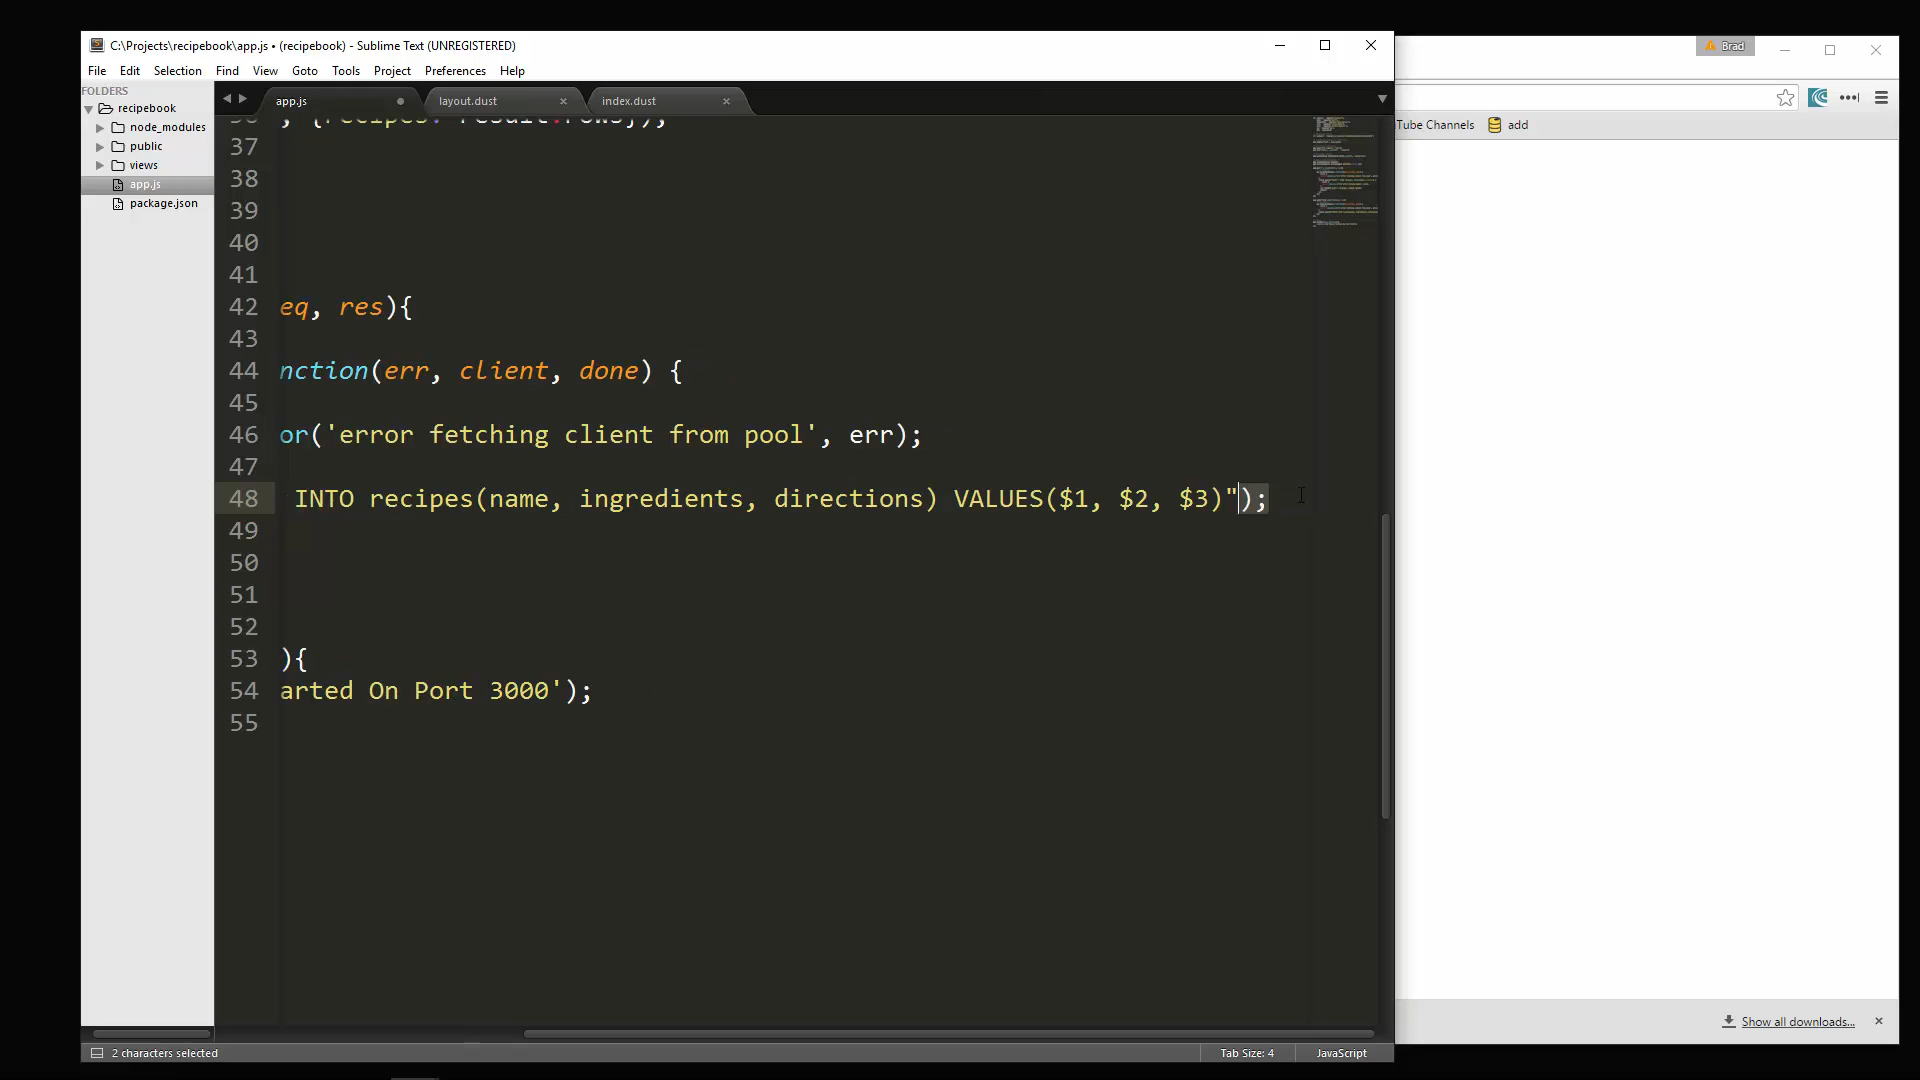 C:\Projects\recipebook\app.js • (recipebook) - Sublime Text (UNREGISTERED)
Brad
File Edit Selection Find View Goto Tools Project Preferences Help
FOLDERS
recipebook
node_modules
public
views
app.js
package.json
app.js
layout.dust
index.dust
Tube Channels
add
36 , {recipes: result.rows});
37
38
39
40
41
42 eq, res){
43
44 nction(err, client, done) {
45
46 or('error fetching client from pool', err);
47
48 INTO recipes(name, ingredients, directions) VALUES($1, $2, $3)");
49
50
51
52
53 ){
54 arted On Port 3000');
55
Show all downloads...
2 characters selected
Tab Size: 4
JavaScript